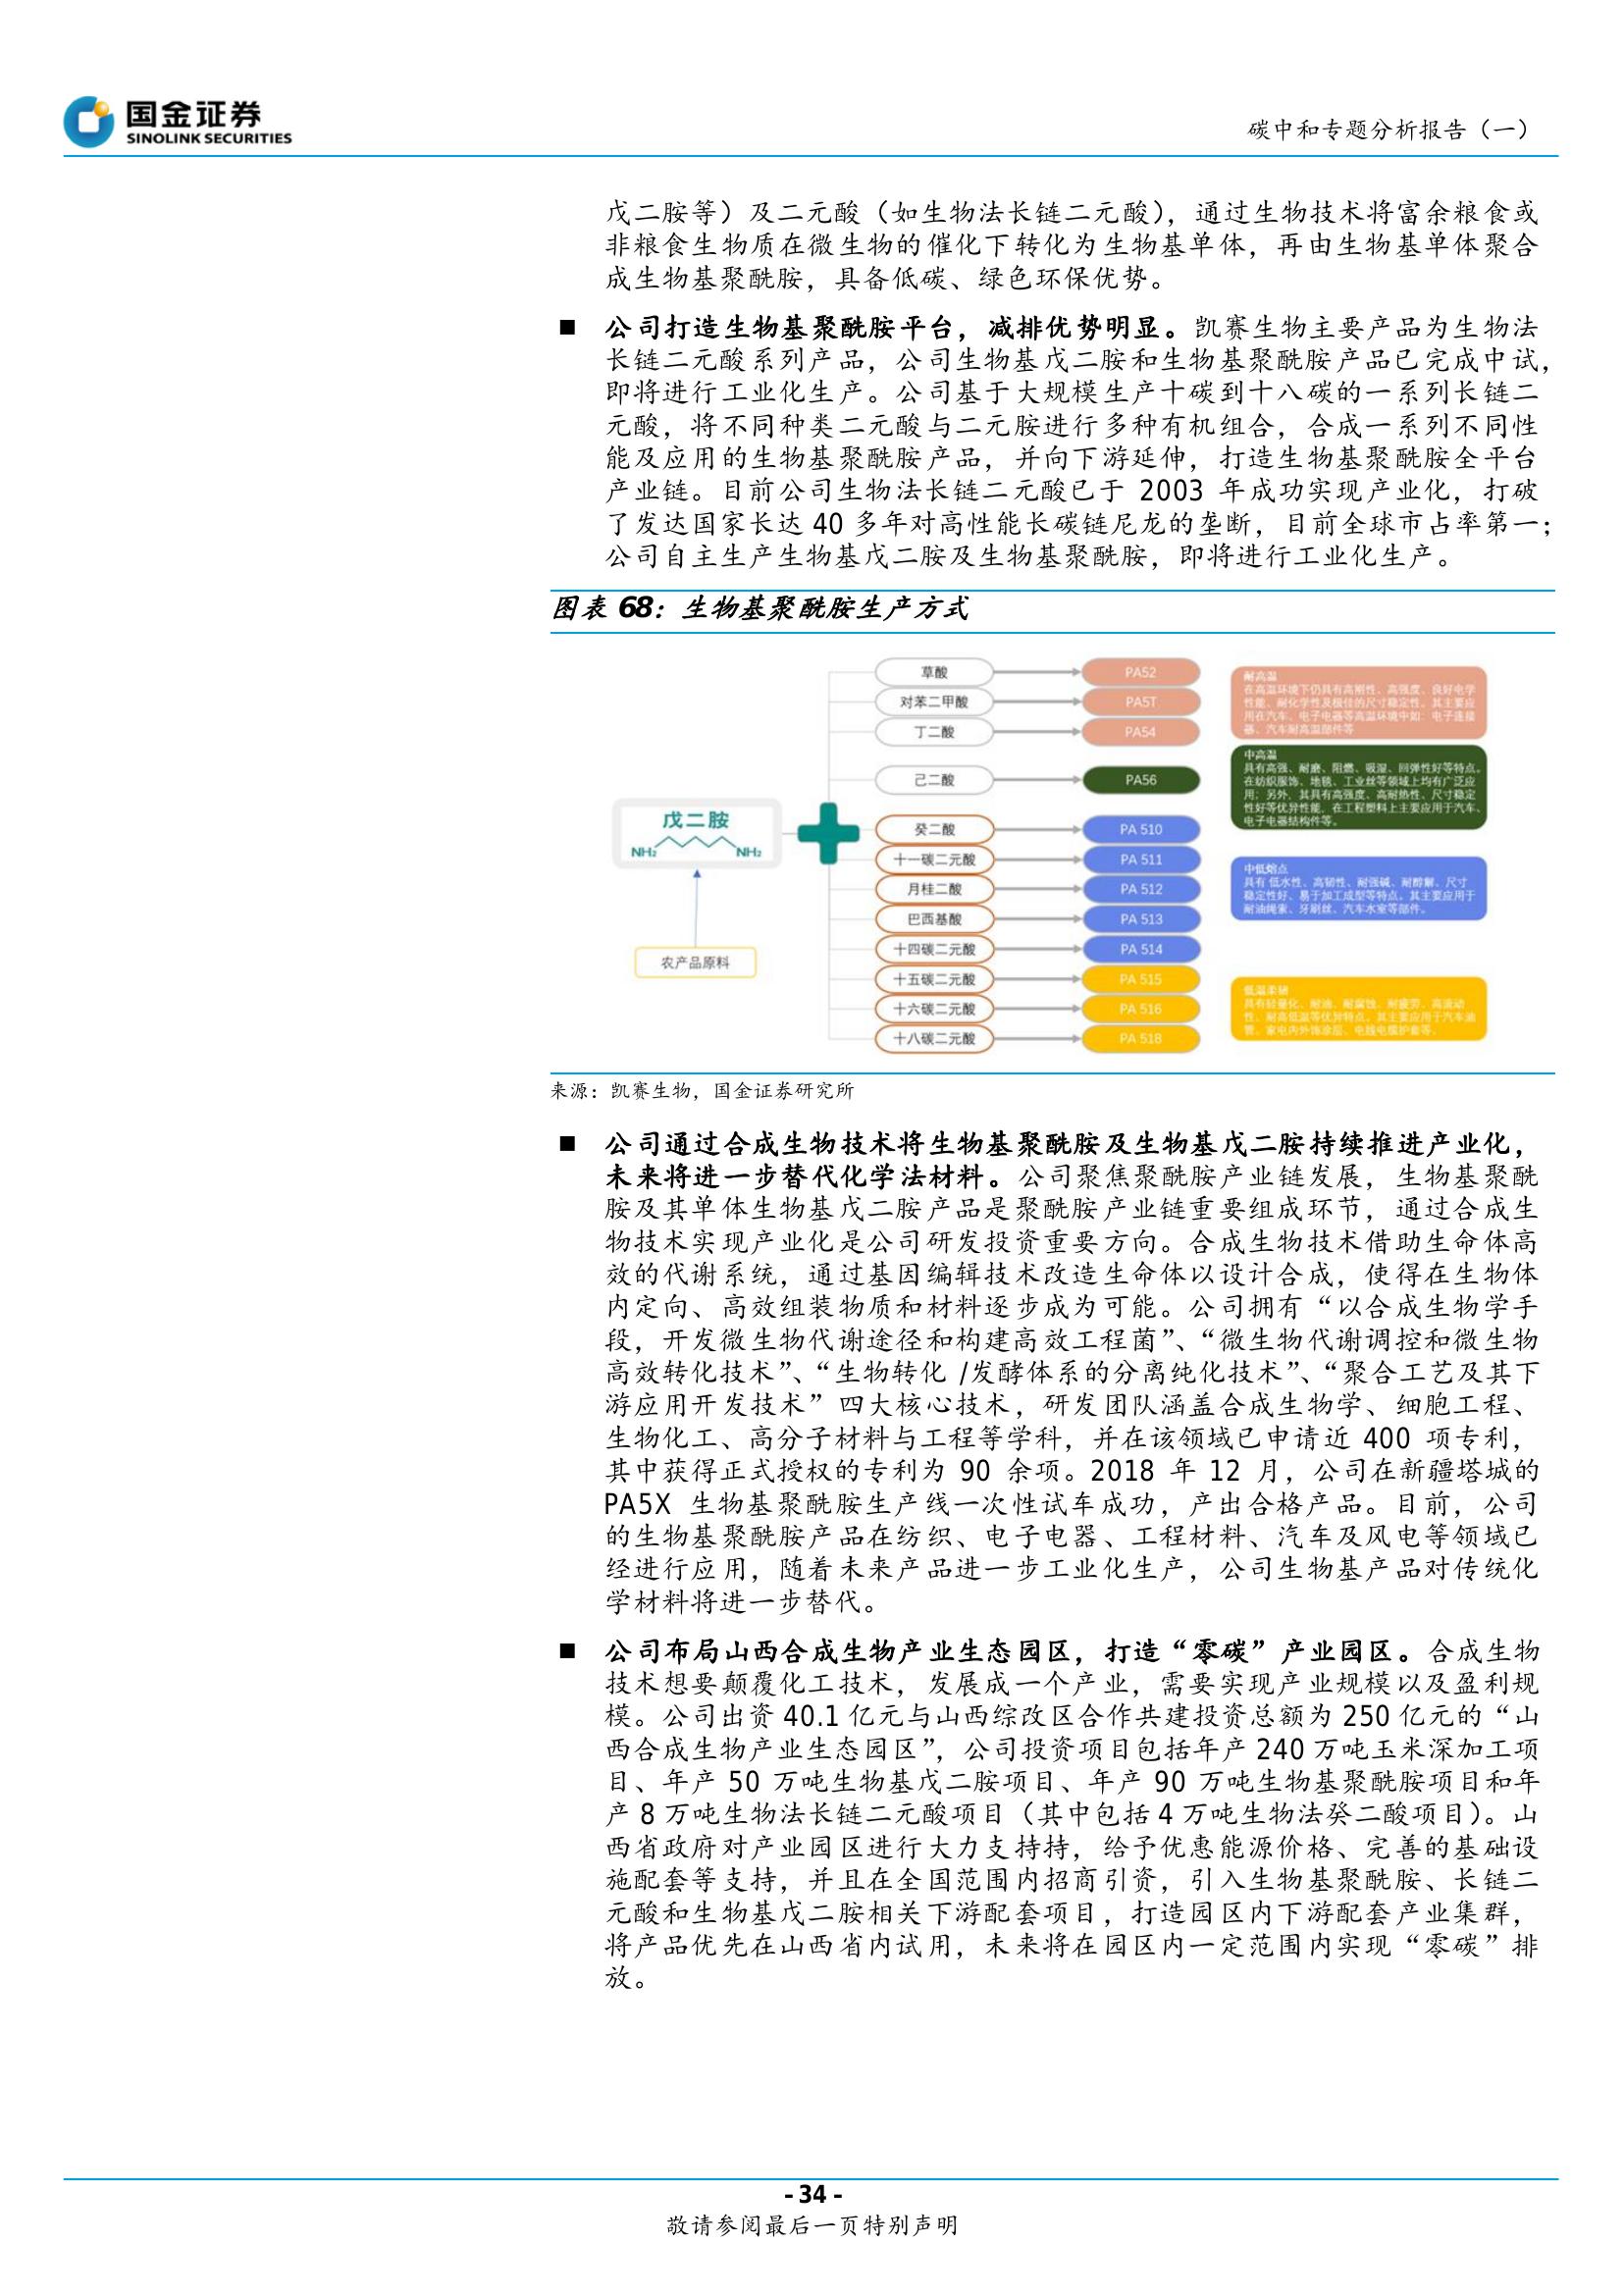 国金证券
SINOLINK SECURITIES
碳中和专题分析报告（一）
戊二胺等）及二元酸（如生物法长链二元酸），通过生物技术将富余粮食或
非粮食生物质在微生物的催化下转化为生物基单体，再由生物基单体聚合
成生物基聚酰胺，具备低碳、绿色环保优势。
■ 公司打造生物基聚酰胺平台，减排优势明显。凯赛生物主要产品为生物法
长链二元酸系列产品，公司生物基戊二胺和生物基聚酰胺产品已完成中试，
即将进行工业化生产。公司基于大规模生产十碳到十八碳的一系列长链二
元酸，将不同种类二元酸与二元胺进行多种有机组合，合成一系列不同性
能及应用的生物基聚酰胺产品，并向下游延伸，打造生物基聚酰胺全平台
产业链。目前公司生物法长链二元酸已于 2003 年成功实现产业化，打破
了发达国家长达 40 多年对高性能长碳链尼龙的垄断，目前全球市占率第一；
公司自主生产生物基戊二胺及生物基聚酰胺，即将进行工业化生产。
图表 68：生物基聚酰胺生产方式
戊二胺
NH₂ NH₂
农产品原料
草酸 PA52
对苯二甲酸 PA5T
丁二酸 PA54
己二酸 PA56
癸二酸 PA 510
十一碳二元酸 PA 511
月桂二酸 PA 512
巴西基酸 PA 513
十四碳二元酸 PA 514
十五碳二元酸 PA 515
十六碳二元酸 PA 516
十八碳二元酸 PA 518
耐高温
在高温环境下仍具有高刚性、高强度、良好电学
性能、耐化学性及极佳的尺寸稳定性。其主要应
用在汽车、电子电器等高温环境中如：电子连接
器、汽车耐高温部件等
中高温
具有高强、耐磨、阻燃、吸湿、回弹性好等特点。
在纺织服饰、地毯、工业丝等领域上均有广泛应
用；另外，其具有高强度、高耐热性、尺寸稳定
性好等优异性能，在工程塑料上主要应用于汽车、
电子电器结构件等。
中低熔点
具有 低水性、高韧性、耐强碱、耐醇解、尺寸
稳定性好、易于加工成型等特点。其主要应用于
耐油绳索、牙刷丝、汽车水室等部件。
低温柔韧
具有轻量化、耐油、耐腐蚀、耐疲劳、高流动
性、耐高低温等优异特点。其主要应用于汽车油
管、家电内外饰涂层、电线电缆护套等。
来源：凯赛生物，国金证券研究所
■ 公司通过合成生物技术将生物基聚酰胺及生物基戊二胺持续推进产业化，
未来将进一步替代化学法材料。公司聚焦聚酰胺产业链发展，生物基聚酰
胺及其单体生物基戊二胺产品是聚酰胺产业链重要组成环节，通过合成生
物技术实现产业化是公司研发投资重要方向。合成生物技术借助生命体高
效的代谢系统，通过基因编辑技术改造生命体以设计合成，使得在生物体
内定向、高效组装物质和材料逐步成为可能。公司拥有“以合成生物学手
段，开发微生物代谢途径和构建高效工程菌”、“微生物代谢调控和微生物
高效转化技术”、“生物转化 /发酵体系的分离纯化技术”、“聚合工艺及其下
游应用开发技术”四大核心技术，研发团队涵盖合成生物学、细胞工程、
生物化工、高分子材料与工程等学科，并在该领域已申请近 400 项专利，
其中获得正式授权的专利为 90 余项。2018 年 12 月，公司在新疆塔城的
PA5X 生物基聚酰胺生产线一次性试车成功，产出合格产品。目前，公司
的生物基聚酰胺产品在纺织、电子电器、工程材料、汽车及风电等领域已
经进行应用，随着未来产品进一步工业化生产，公司生物基产品对传统化
学材料将进一步替代。
■ 公司布局山西合成生物产业生态园区，打造“零碳”产业园区。合成生物
技术想要颠覆化工技术，发展成一个产业，需要实现产业规模以及盈利规
模。公司出资 40.1 亿元与山西综改区合作共建投资总额为 250 亿元的“山
西合成生物产业生态园区”，公司投资项目包括年产 240 万吨玉米深加工项
目、年产 50 万吨生物基戊二胺项目、年产 90 万吨生物基聚酰胺项目和年
产 8 万吨生物法长链二元酸项目（其中包括 4 万吨生物法癸二酸项目）。山
西省政府对产业园区进行大力支持持，给予优惠能源价格、完善的基础设
施配套等支持，并且在全国范围内招商引资，引入生物基聚酰胺、长链二
元酸和生物基戊二胺相关下游配套项目，打造园区内下游配套产业集群，
将产品优先在山西省内试用，未来将在园区内一定范围内实现“零碳”排
放。
- 34 -
敬请参阅最后一页特别声明